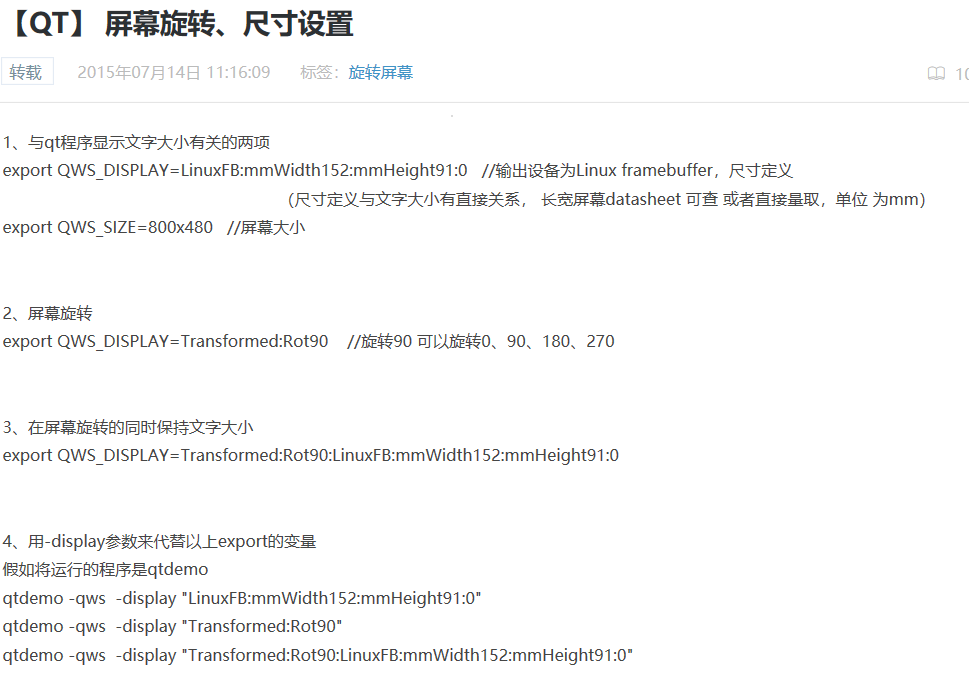 【QT】 屏幕旋转、尺寸设置
转载 2015年07月14日 11:16:09 标签： 旋转屏幕 10
1、与qt程序显示文字大小有关的两项
export QWS_DISPLAY=LinuxFB:mmWidth152:mmHeight91:0 //输出设备为Linux framebuffer，尺寸定义
（尺寸定义与文字大小有直接关系， 长宽屏幕datasheet 可查 或者直接量取，单位 为mm）
export QWS_SIZE=800x480 //屏幕大小
2、屏幕旋转
export QWS_DISPLAY=Transformed:Rot90 //旋转90 可以旋转0、90、180、270
3、在屏幕旋转的同时保持文字大小
export QWS_DISPLAY=Transformed:Rot90:LinuxFB:mmWidth152:mmHeight91:0
4、用-display参数来代替以上export的变量
假如将运行的程序是qtdemo
qtdemo -qws -display "LinuxFB:mmWidth152:mmHeight91:0"
qtdemo -qws -display "Transformed:Rot90"
qtdemo -qws -display "Transformed:Rot90:LinuxFB:mmWidth152:mmHeight91:0"